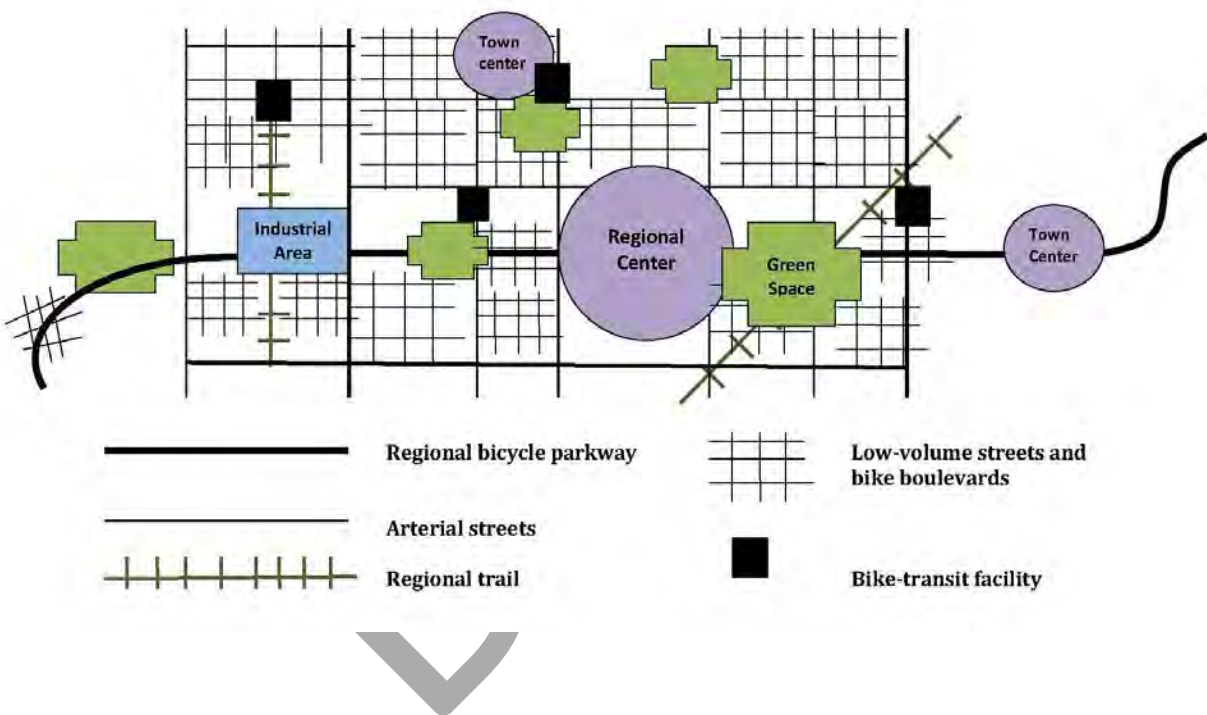 Town
center
Industrial
Area
Regional
Center
Green
Space
Town
Center
Regional bicycle parkway
Arterial streets
Regional trail
Low-volume streets and
bike boulevards
Bike-transit facility